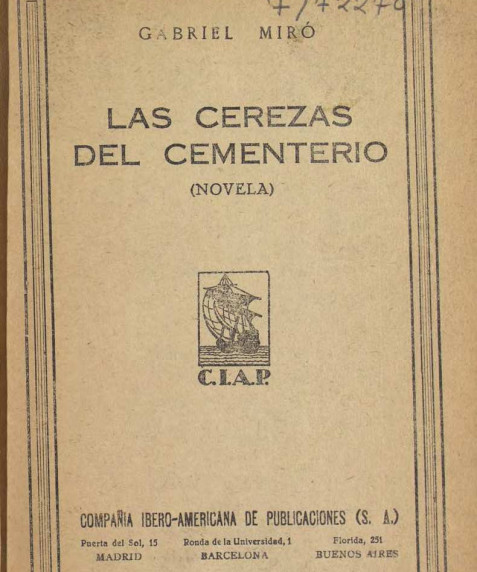 GABRIEL MIRÓ
LAS CEREZAS
DEL CEMENTERIO
(NOVELA)
C.I.A.P.
COMPAÑIA IBERO-AMERICANA DE PUBLICACIONES (S. A.)
Puerta del Sol, 15
MADRID
Ronda de la Universidad, 1
BARCELONA
Florida, 251
BUENOS AIRES